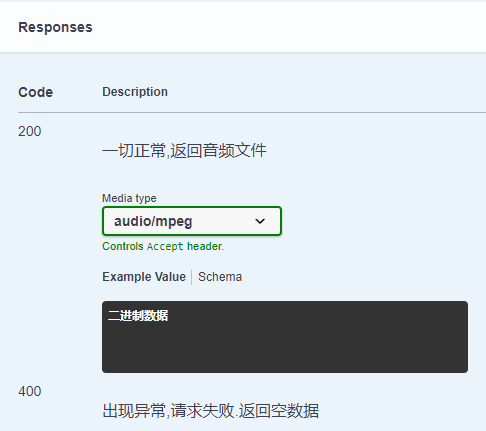 Responses
Code Description
200
一切正常,返回音频文件
Media type
audio/mpeg
Controls Accept header.
Example Value Schema
二进制数据
400
出现异常,请求失败.返回空数据